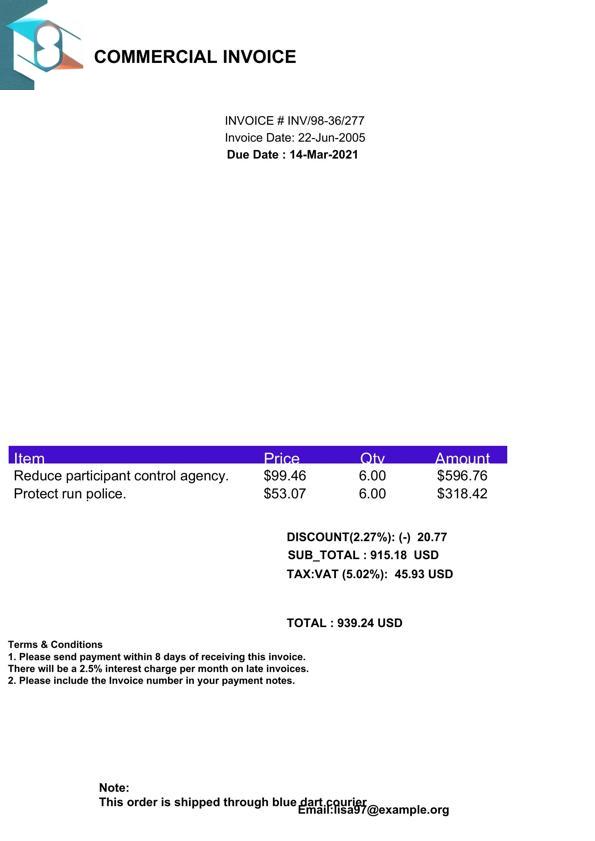 COMMERCIAL INVOICE
INVOICE # INV/98-36/277
Invoice Date: 22-Jun-2005
Due Date : 14-Mar-2021
Item Price Qty Amount
Reduce participant control agency. $99.46 6.00 $596.76
Protect run police. $53.07 6.00 $318.42
DISCOUNT(2.27%): (-) 20.77
SUB_TOTAL : 915.18 USD
TAX:VAT (5.02%): 45.93 USD
TOTAL : 939.24 USD
Terms & Conditions
1. Please send payment within 8 days of receiving this invoice.
There will be a 2.5% interest charge per month on late invoices.
2. Please include the Invoice number in your payment notes.
Note:
This order is shipped through blue dart courier
Email:lisa97@example.org